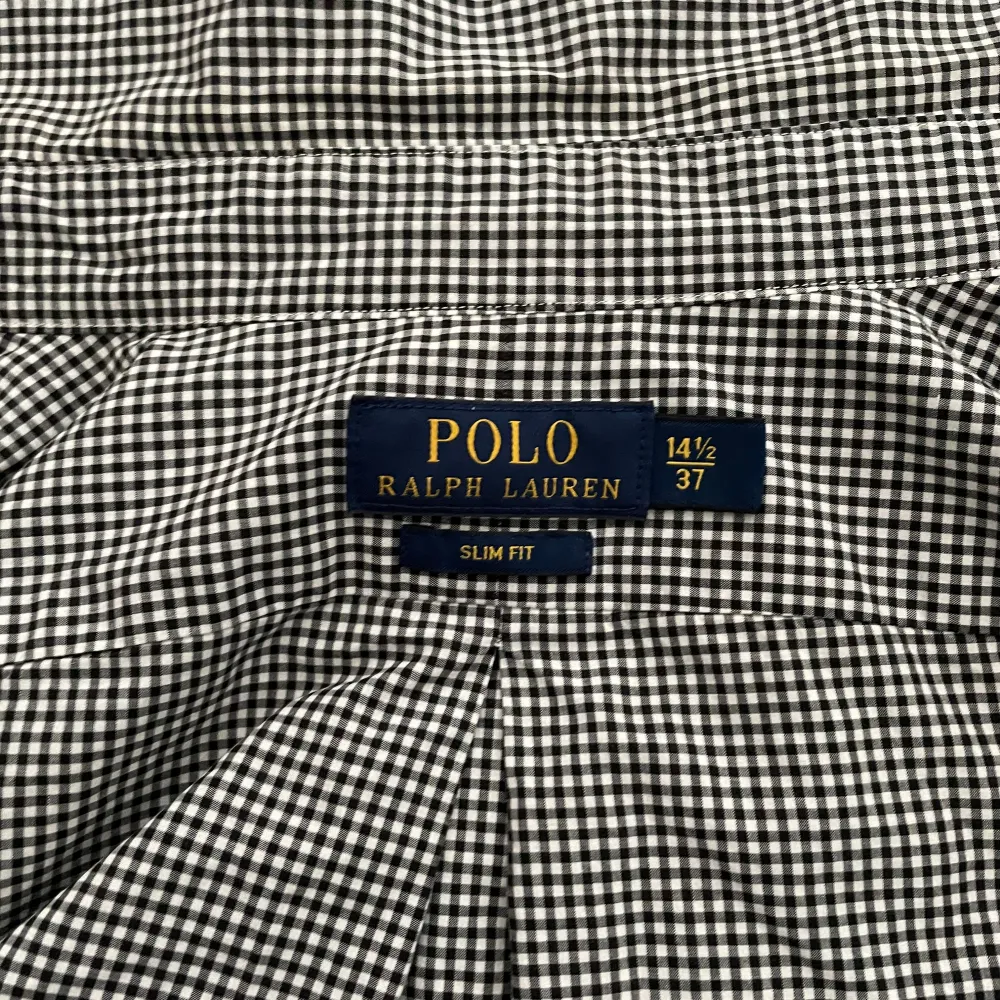 POLO
RALPH LAUREN
14½
37
SLIM FIT